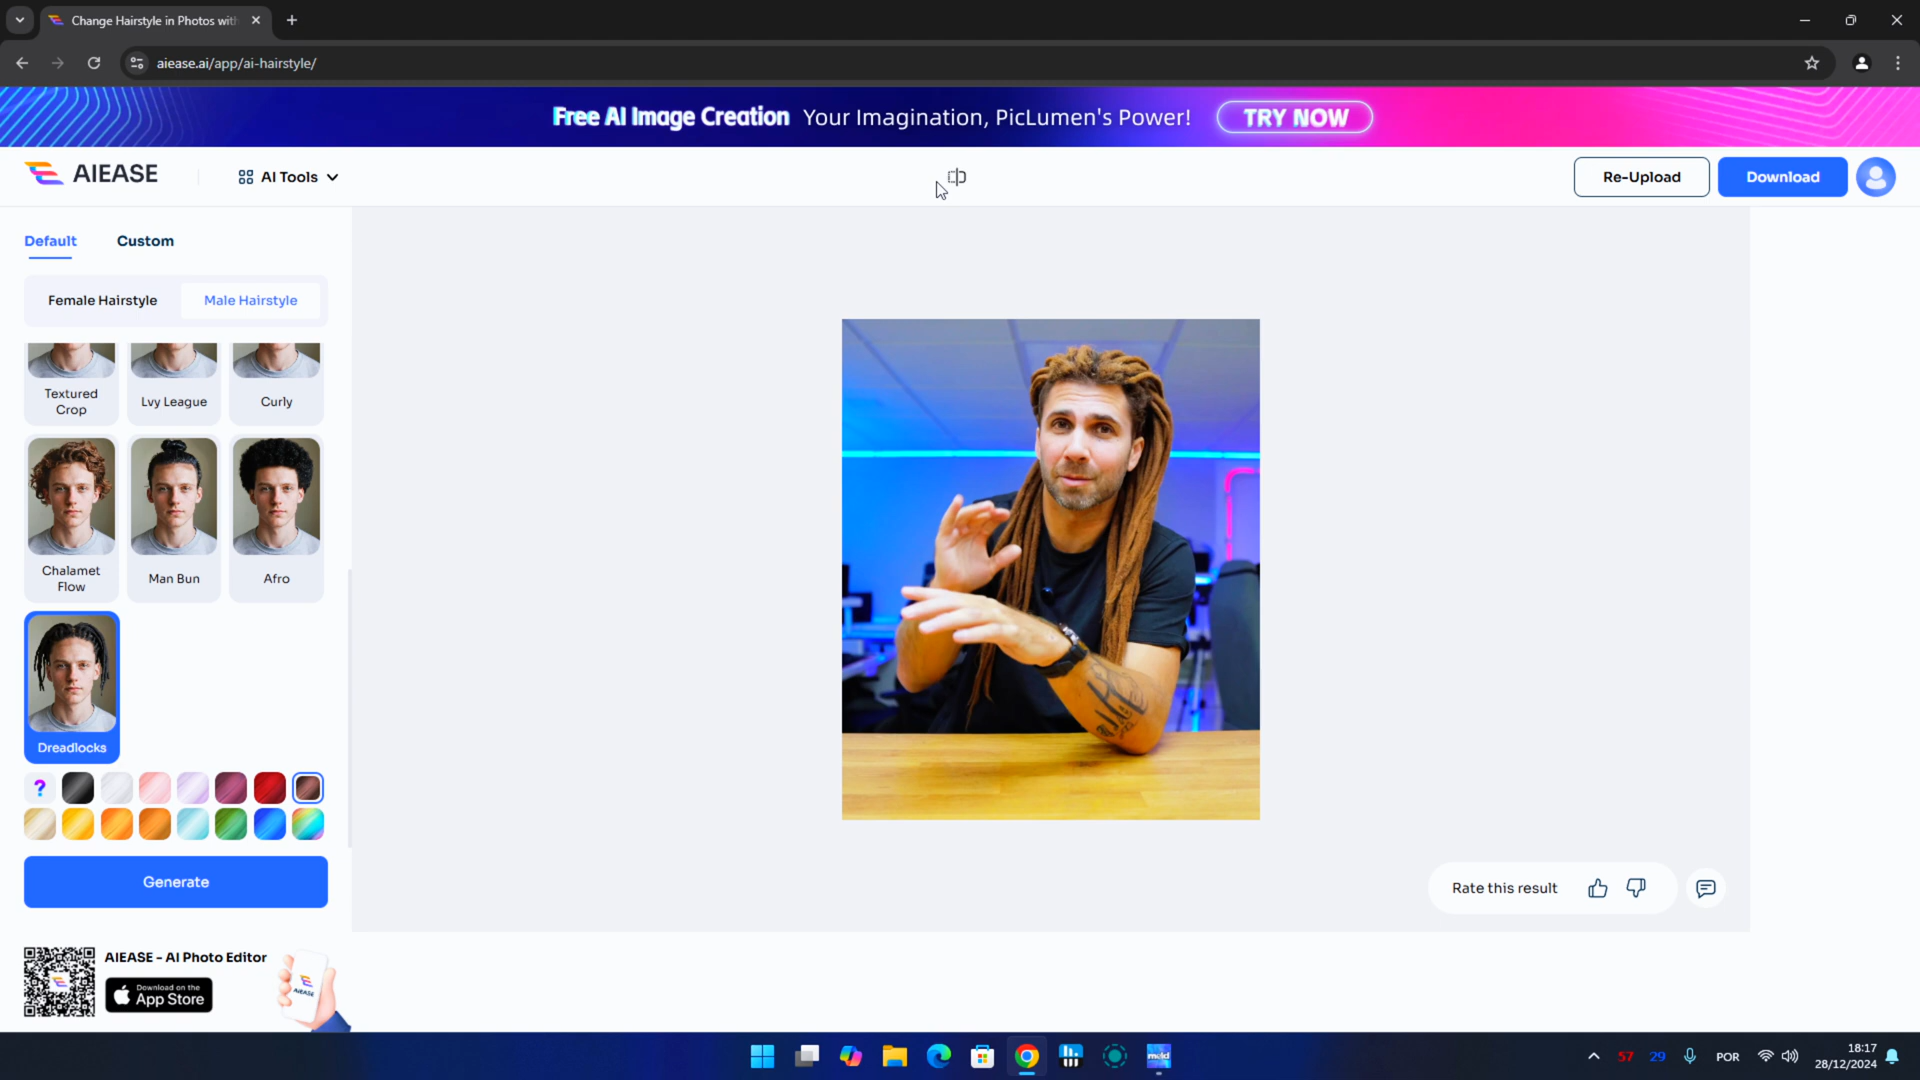 Change Hairstyle in Photos with
aiease.ai/app/ai-hairstyle/
Free AI Image Creation Your Imagination, PicLumen's Power! TRY NOW
AIEASE AI Tools Re-Upload Download
Default Custom
Female Hairstyle Male Hairstyle
Textured Crop
Lvy League
Curly
Chalamet Flow
Man Bun
Afro
Dreadlocks
?
Generate
Rate this result
AIEASE - AI Photo Editor
Download on the
App Store
AIEASE
57 29 POR 18:17
28/12/2024